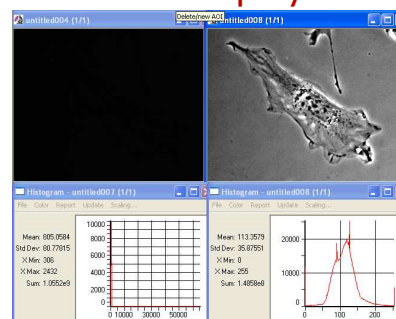 untitled004 (1/1)
Delete/new AOI
untitled008 (1/1)
Histogram - untitled007 (1/1)
File Color Report Update Scaling...
Mean: 805.0584
Std Dev: 80.77815
X Min: 306
X Max: 2432
Sum: 1.0552e9
10000
8000
6000
4000
2000
0
0 10000 30000 50000
Histogram - untitled008 (1/1)
File Color Report Update Scaling...
Mean: 113.3579
Std Dev: 35.87551
X Min: 0
X Max: 255
Sum: 1.4858e8
20000
10000
0
0 100 200